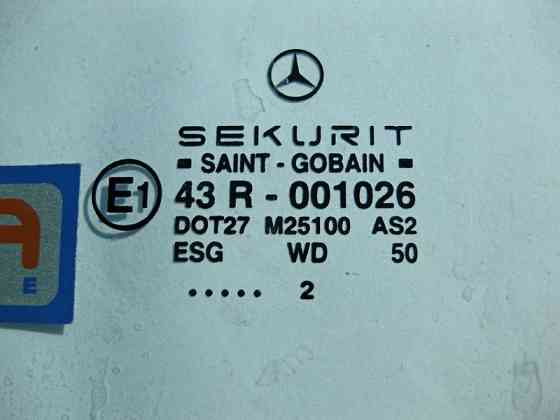 SEKURIT
SAINT - GOBAIN
E1 43 R - 001026
DOT27 M25100 AS2
ESG WD 50
..... 2
A
E